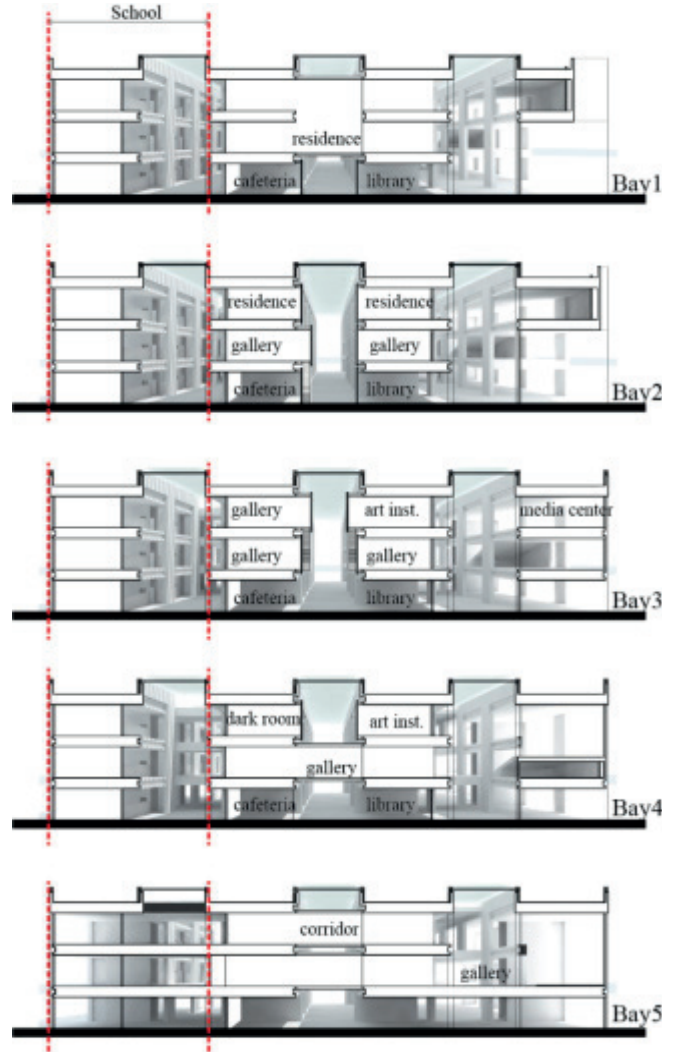 School
residence
cafeteria library
Bay1
residence residence
gallery gallery
cafeteria library
Bay2
gallery art inst. media center
gallery gallery
cafeteria library
Bay3
dark room art inst.
gallery
cafeteria library
Bay4
corridor
gallery
Bay5